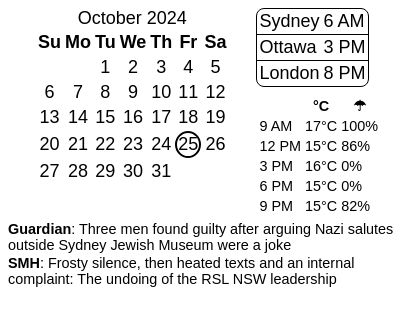 October 2024
Su Mo Tu We Th Fr Sa
1 2 3 4 5
6 7 8 9 10 11 12
13 14 15 16 17 18 19
20 21 22 23 24 25 26
27 28 29 30 31
Sydney 6 AM
Ottawa 3 PM
London 8 PM
°C ☂
9 AM 17°C 100%
12 PM 15°C 86%
3 PM 16°C 0%
6 PM 15°C 0%
9 PM 15°C 82%
Guardian: Three men found guilty after arguing Nazi salutes
outside Sydney Jewish Museum were a joke
SMH: Frosty silence, then heated texts and an internal
complaint: The undoing of the RSL NSW leadership